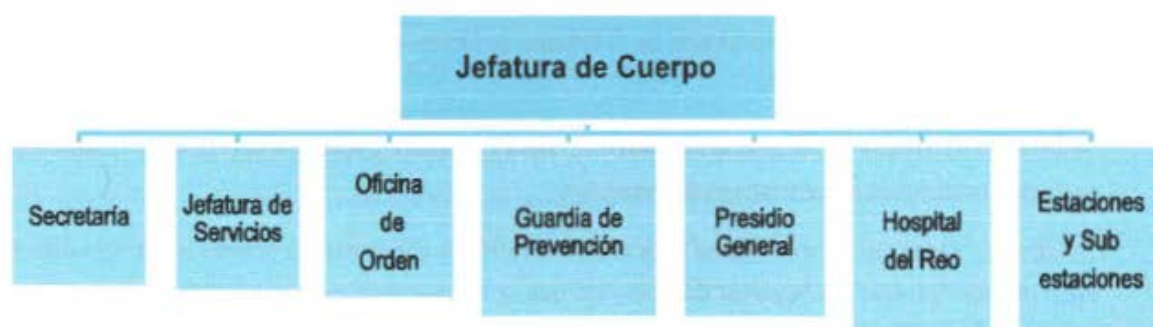 Jefatura de Cuerpo
Secretaría
Jefatura de
Servicios
Oficina
de
Orden
Guardia de
Prevención
Presidio
General
Hospital
del Reo
Estaciones
y Sub
estaciones